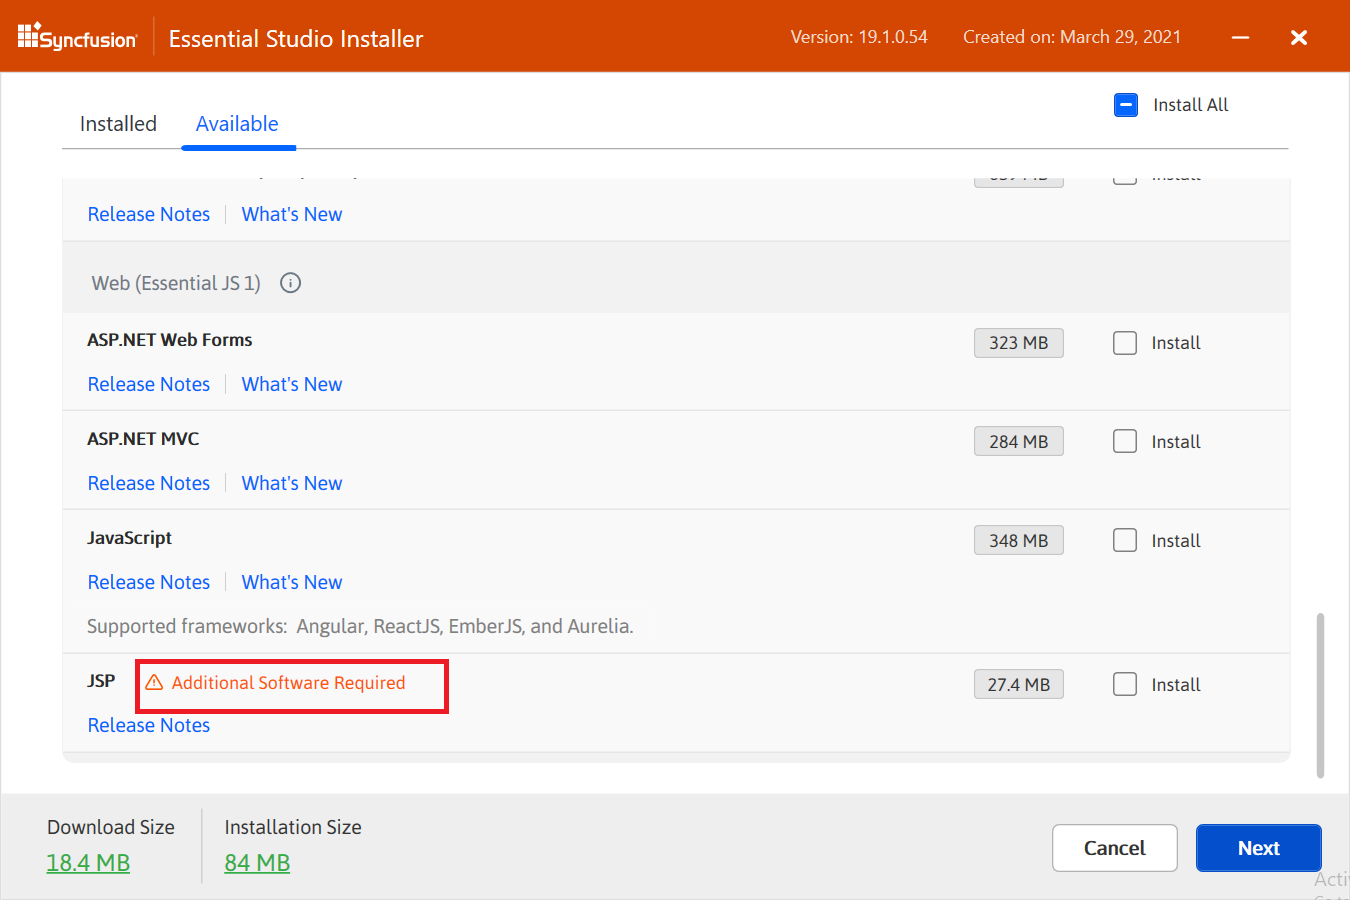 Syncfusion Essential Studio Installer Version: 19.1.0.54 Created on: March 29, 2021
Install All
Installed Available
Release Notes What's New
Web (Essential JS 1)
ASP.NET Web Forms 323 MB Install
Release Notes What's New
ASP.NET MVC 284 MB Install
Release Notes What's New
JavaScript 348 MB Install
Release Notes What's New
Supported frameworks: Angular, ReactJS, EmberJS, and Aurelia.
JSP Additional Software Required 27.4 MB Install
Release Notes
Download Size Installation Size
18.4 MB 84 MB
Cancel Next